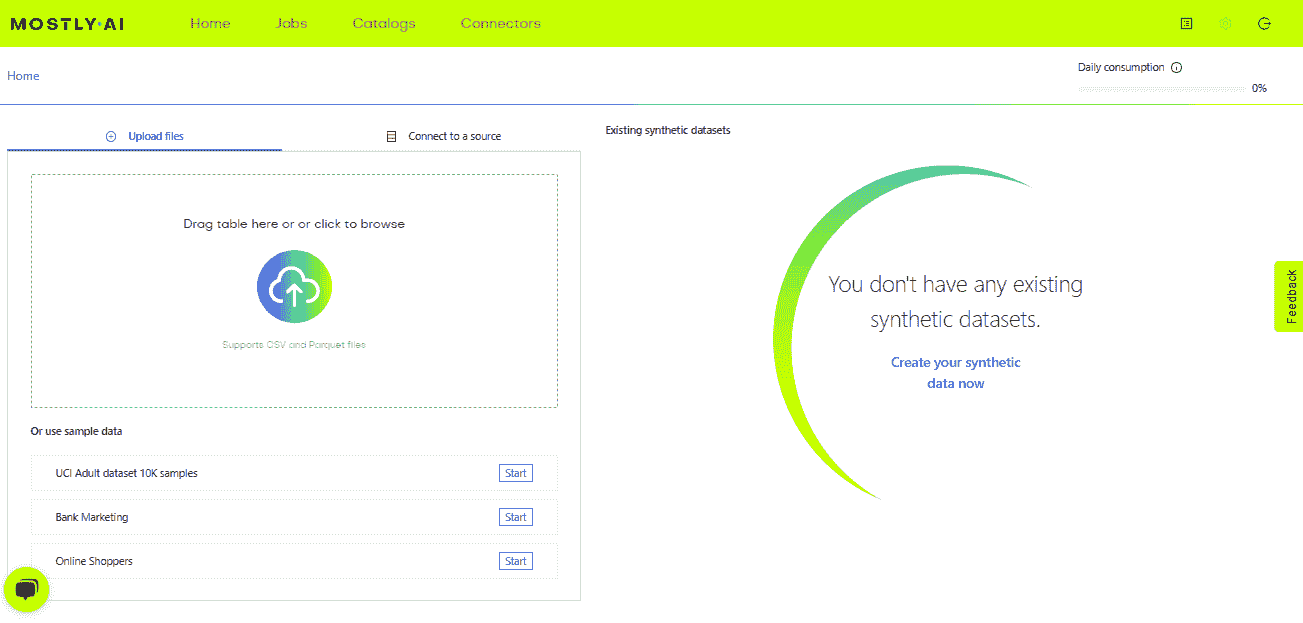 MOSTLY·AI
Home
Jobs
Catalogs
Connectors
Home
Daily consumption
0%
Upload files
Connect to a source
Existing synthetic datasets
Drag table here or or click to browse
Supports CSV and Parquet files
You don't have any existing
synthetic datasets.
Create your synthetic
data now
Feedback
Or use sample data
UCI Adult dataset 10K samples
Start
Bank Marketing
Start
Online Shoppers
Start